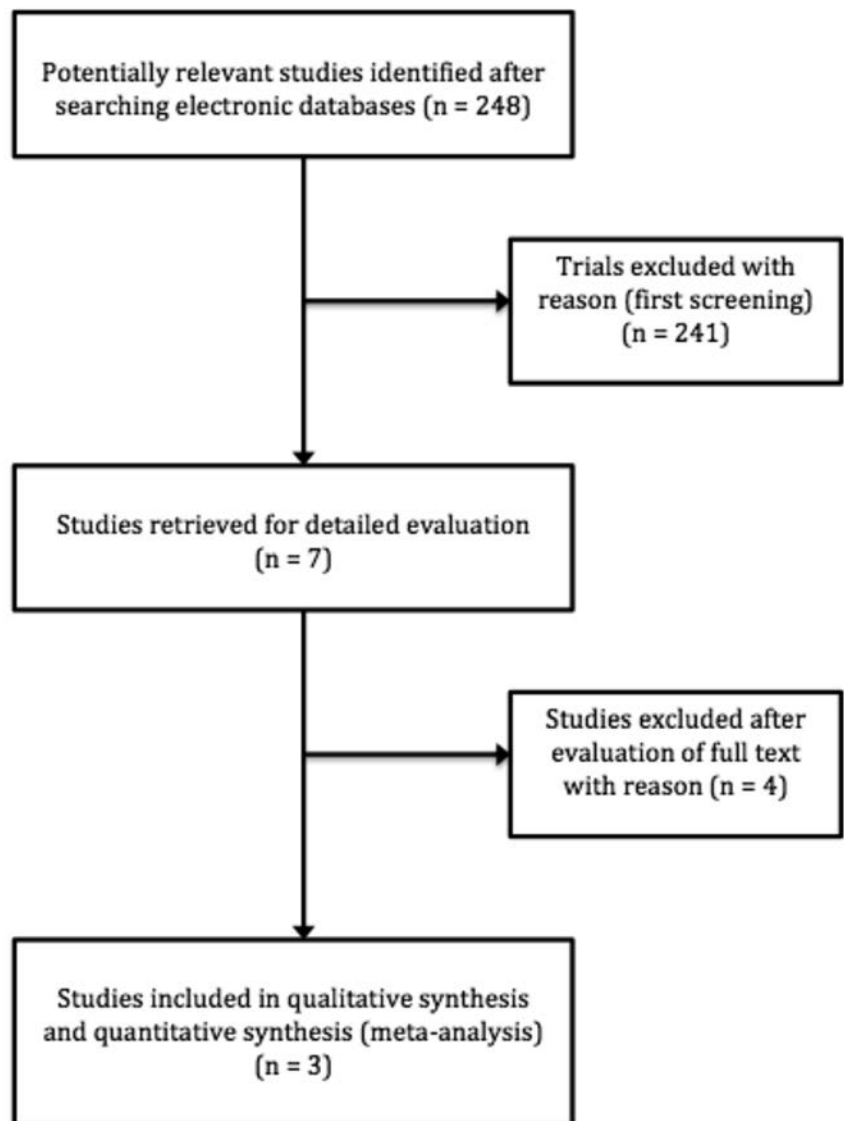 Potentially relevant studies identified after
searching electronic databases (n = 248)
Trials excluded with
reason (first screening)
(n = 241)
Studies retrieved for detailed evaluation
(n = 7)
Studies excluded after
evaluation of full text
with reason (n = 4)
Studies included in qualitative synthesis
and quantitative synthesis (meta-analysis)
(n = 3)